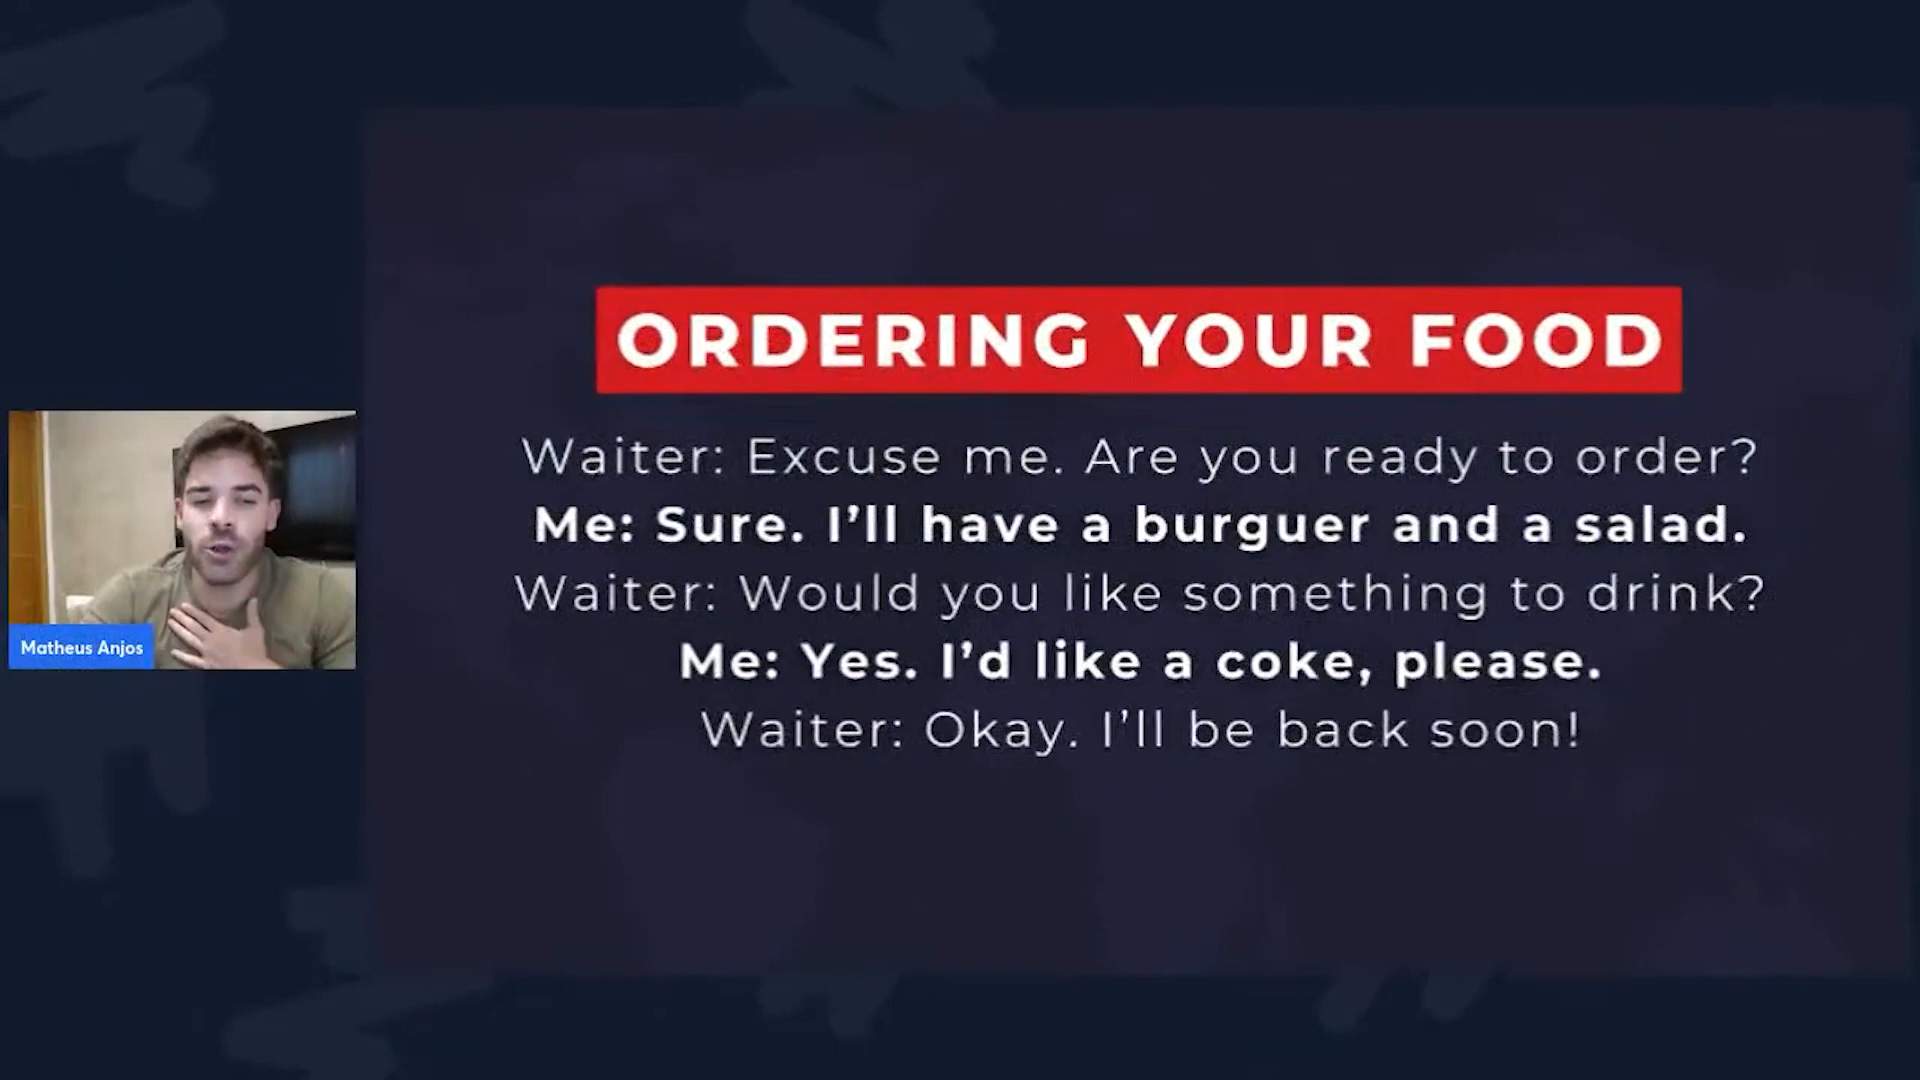 ORDERING YOUR FOOD
Waiter: Excuse me. Are you ready to order?
Me: Sure. I’ll have a burguer and a salad.
Waiter: Would you like something to drink?
Me: Yes. I’d like a coke, please.
Waiter: Okay. I’ll be back soon!
Matheus Anjos